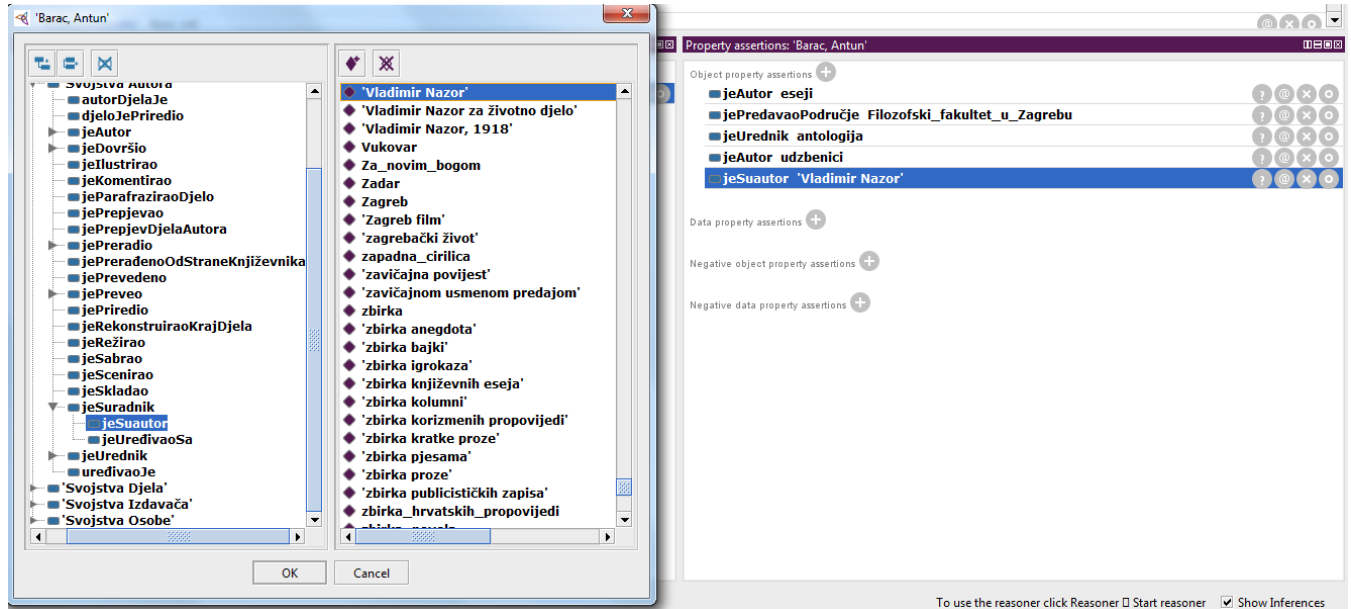 'Barac, Antun'
Svojstva Autora
autorDjelaJe
djeloJePriredio
jeAutor
jeDovršio
jeIlustrirao
jeKomentirao
jeParafraziraoDjelo
jePrepjevao
jePrepjevDjelaAutora
jePreradio
jePrerađenoOdStraneKnjiževnika
jePrevedeno
jePreveo
jePriredio
jeRekonstruiraoKrajDjela
jeRežirao
jeSabrao
jeScenirao
jeSkladao
jeSuradnik
jeSuautor
jeUređivaoSa
jeUrednik
uređivaoJe
'Svojstva Djela'
'Svojstva Izdavača'
'Svojstva Osobe'
'Vladimir Nazor'
'Vladimir Nazor za životno djelo'
'Vladimir Nazor, 1918'
Vukovar
Za_novim_bogom
Zadar
Zagreb
'Zagreb film'
'zagrebački život'
zapadna_cirilica
'zavičajna povijest'
'zavičajnom usmenom predajom'
zbirka
'zbirka anegdota'
'zbirka bajki'
'zbirka igrokaza'
'zbirka književnih eseja'
'zbirka kolumni'
'zbirka korizmenih propovijedi'
'zbirka kratke proze'
'zbirka pjesama'
'zbirka proze'
'zbirka publicističkih zapisa'
zbirka_hrvatskih_propovijedi
OK Cancel
Property assertions: 'Barac, Antun'
Object property assertions
jeAutor eseji
jePredavaoPodručje Filozofski_fakultet_u_Zagrebu
jeUrednik antologija
jeAutor udzbenici
jeSuautor 'Vladimir Nazor'
Data property assertions
Negative object property assertions
Negative data property assertions
To use the reasoner click Reasoner Start reasoner Show Inferences